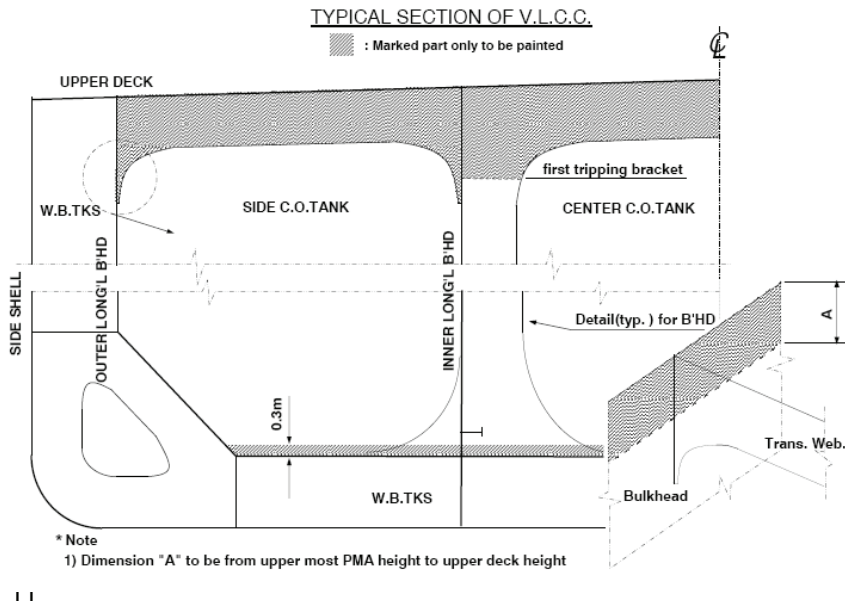 TYPICAL SECTION OF V.L.C.C.
: Marked part only to be painted
℄
UPPER DECK
first tripping bracket
W.B.TKS
SIDE C.O.TANK
CENTER C.O.TANK
SIDE SHELL
OUTER LONG'L B'HD
INNER LONG'L B'HD
A
Detail(typ. ) for B'HD
0.3m
Trans. Web.
W.B.TKS
Bulkhead
* Note
1) Dimension "A" to be from upper most PMA height to upper deck height